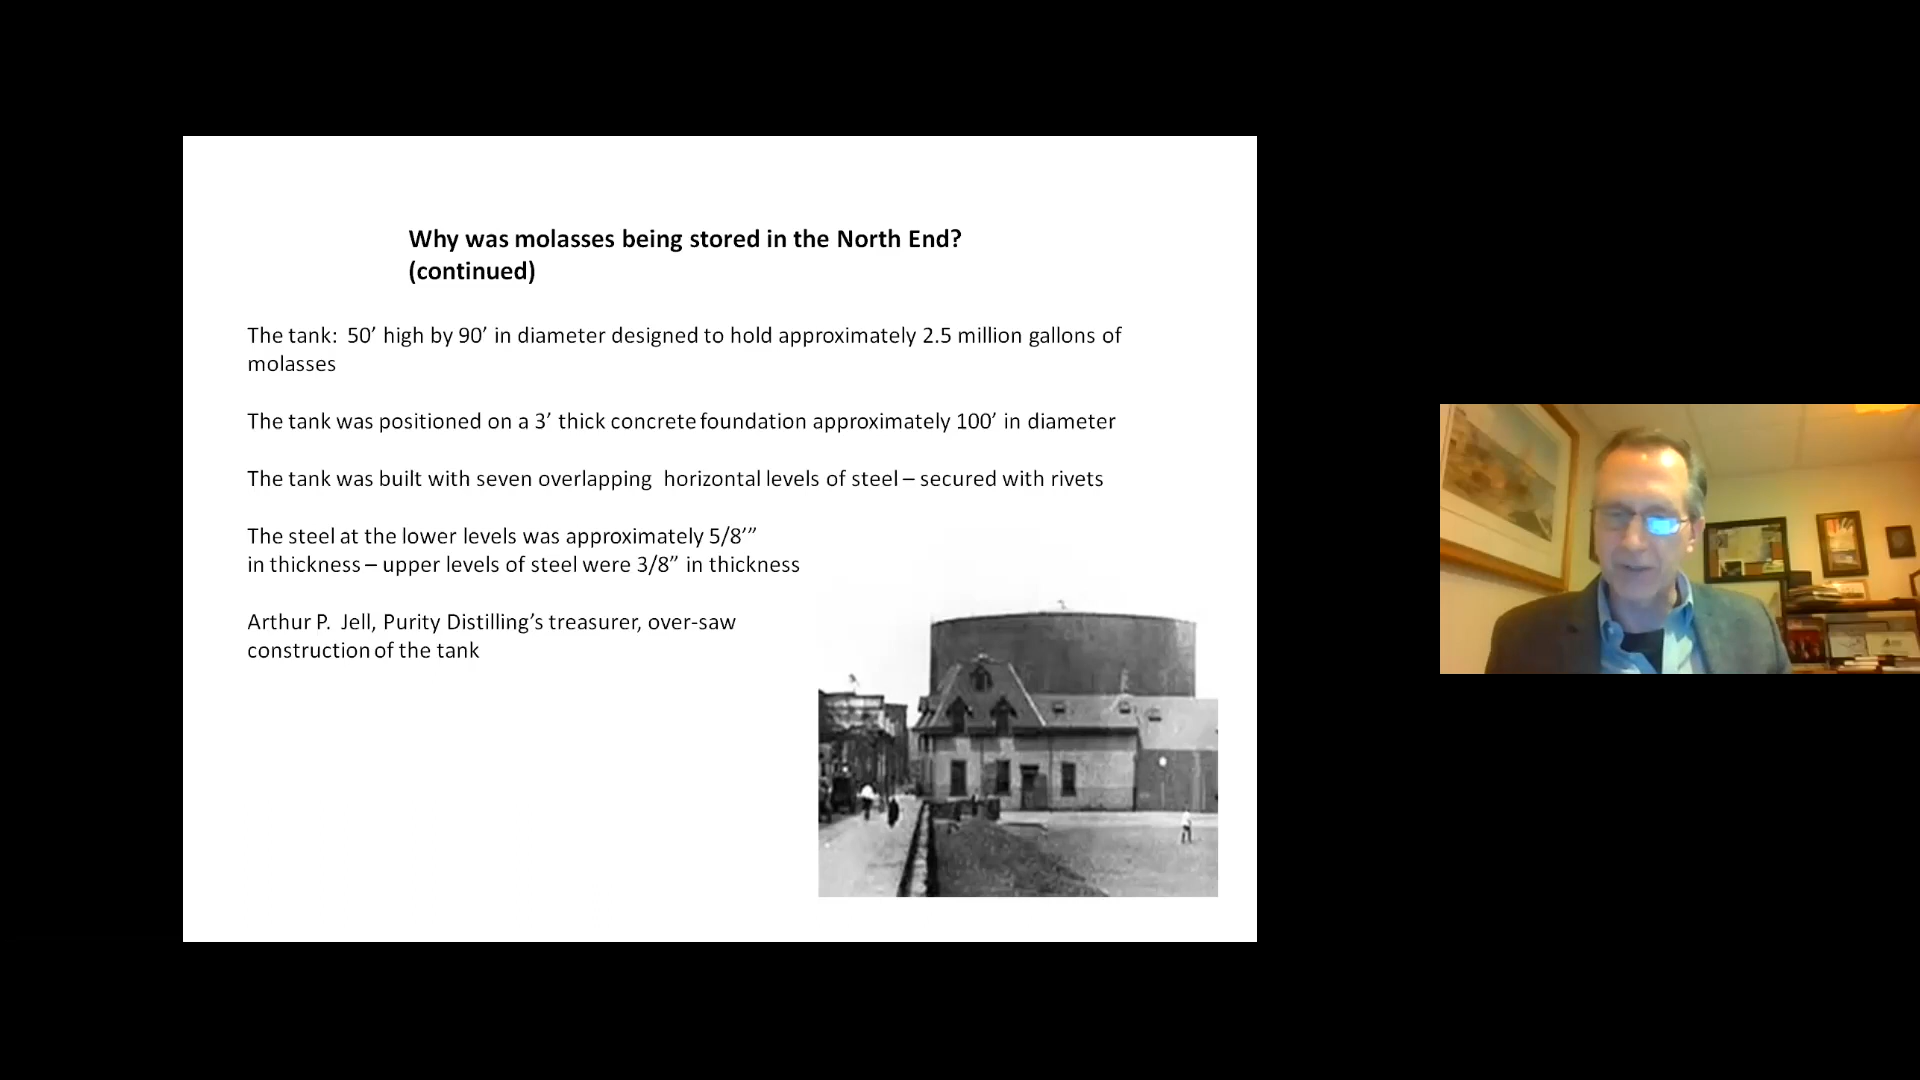 Why was molasses being stored in the North End?
(continued)
The tank: 50’ high by 90’ in diameter designed to hold approximately 2.5 million gallons of
molasses
The tank was positioned on a 3’ thick concrete foundation approximately 100’ in diameter
The tank was built with seven overlapping horizontal levels of steel – secured with rivets
The steel at the lower levels was approximately 5/8’”
in thickness – upper levels of steel were 3/8” in thickness
Arthur P. Jell, Purity Distilling’s treasurer, over-saw
construction of the tank